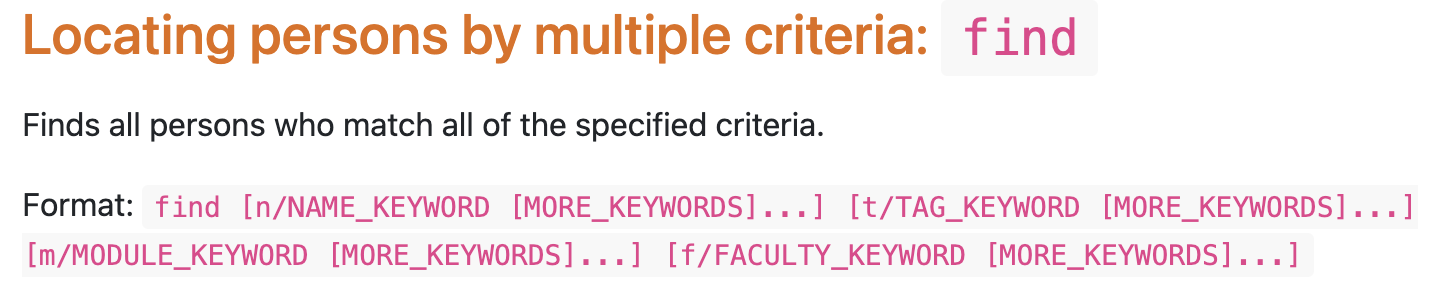 Locating persons by multiple criteria: find
Finds all persons who match all of the specified criteria.
Format: find [n/NAME_KEYWORD [MORE_KEYWORDS]...] [t/TAG_KEYWORD [MORE_KEYWORDS]...]
[m/MODULE_KEYWORD [MORE_KEYWORDS]...] [f/FACULTY_KEYWORD [MORE_KEYWORDS]...]